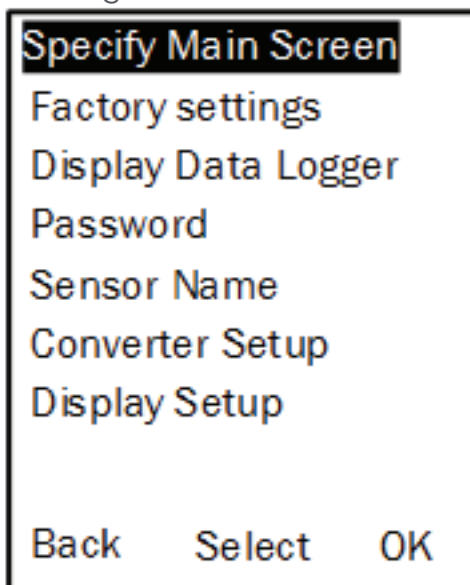 Specify Main Screen
Factory settings
Display Data Logger
Password
Sensor Name
Converter Setup
Display Setup
Back Select OK